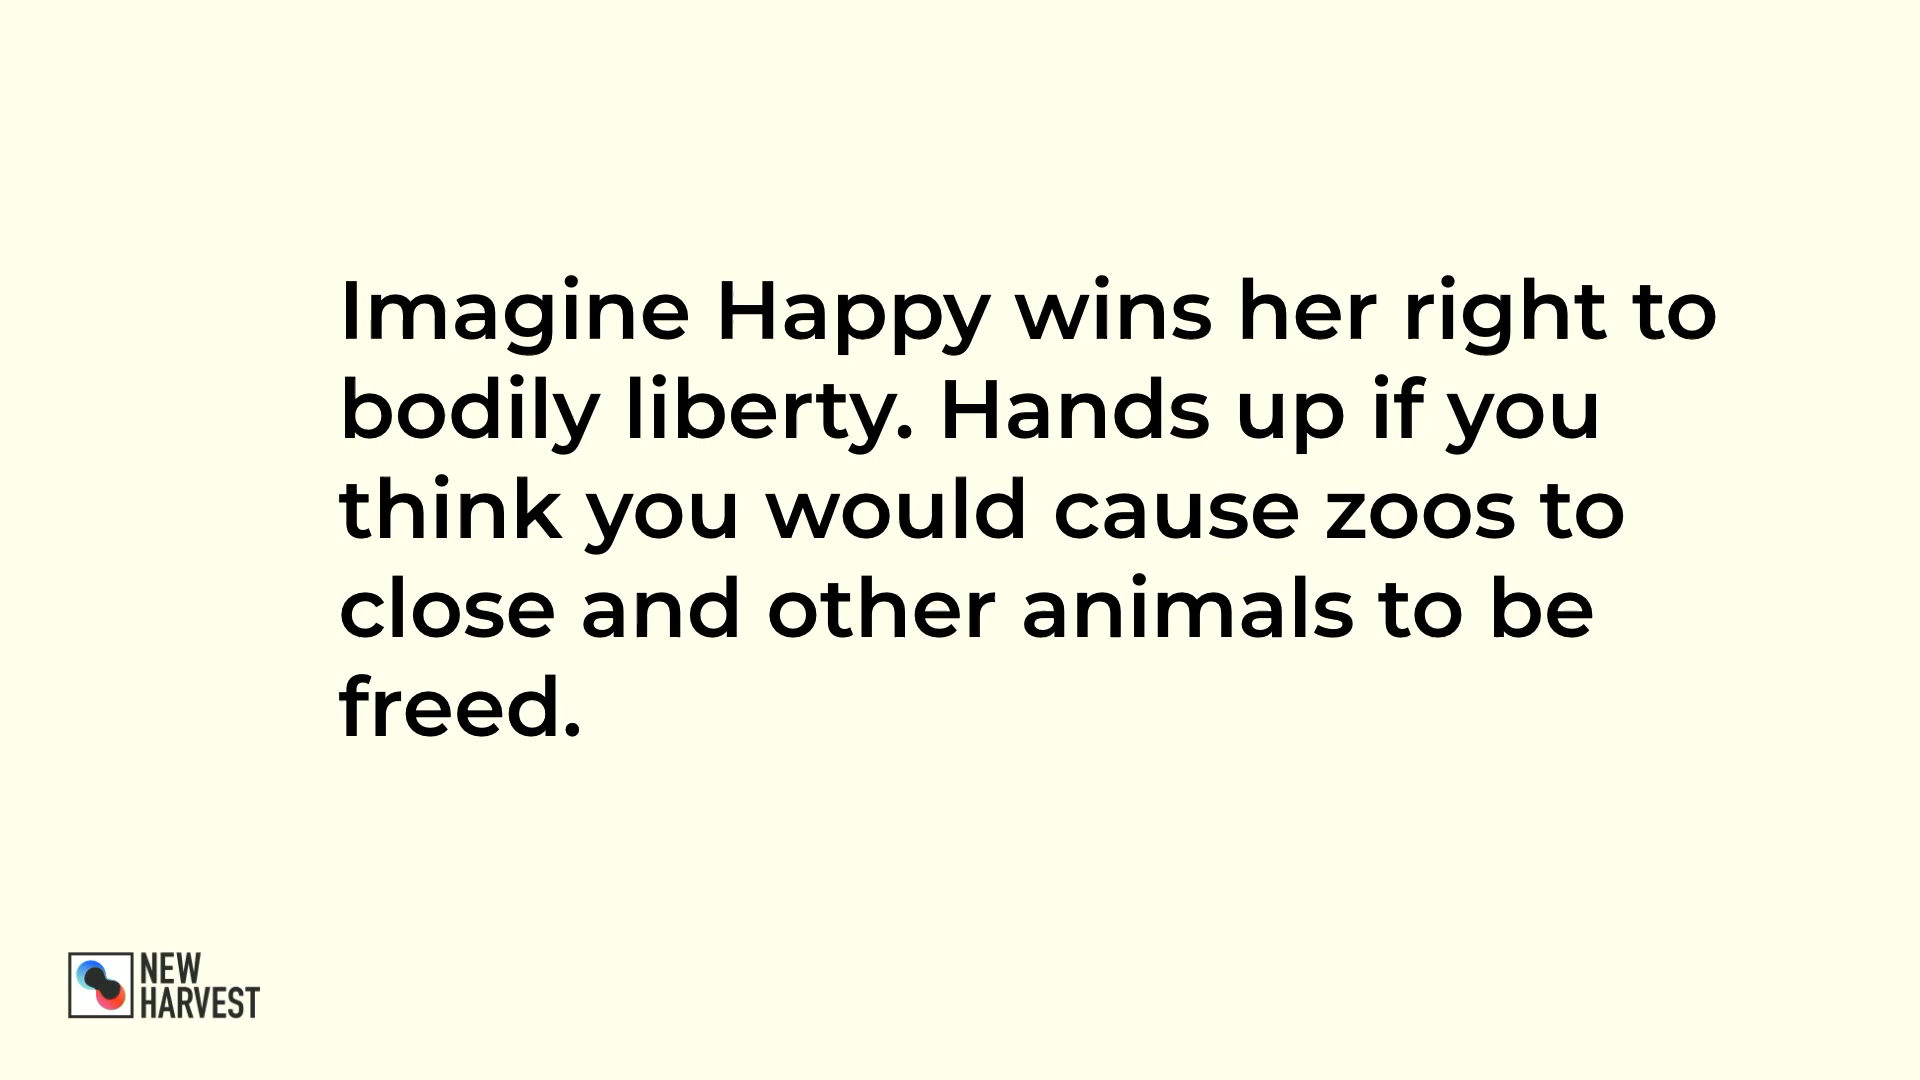 Imagine Happy wins her right to
bodily liberty. Hands up if you
think you would cause zoos to
close and other animals to be
freed.
NEW
HARVEST